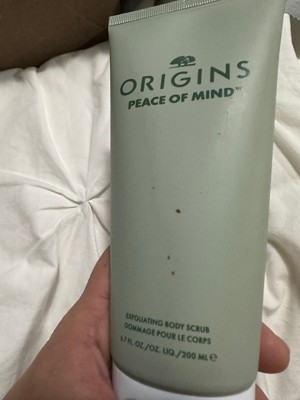 ORIGINS
PEACE OF MIND™
EXFOLIATING BODY SCRUB
GOMMAGE POUR LE CORPS
6.7 FL.OZ./OZ. LIQ./200 ML ℮